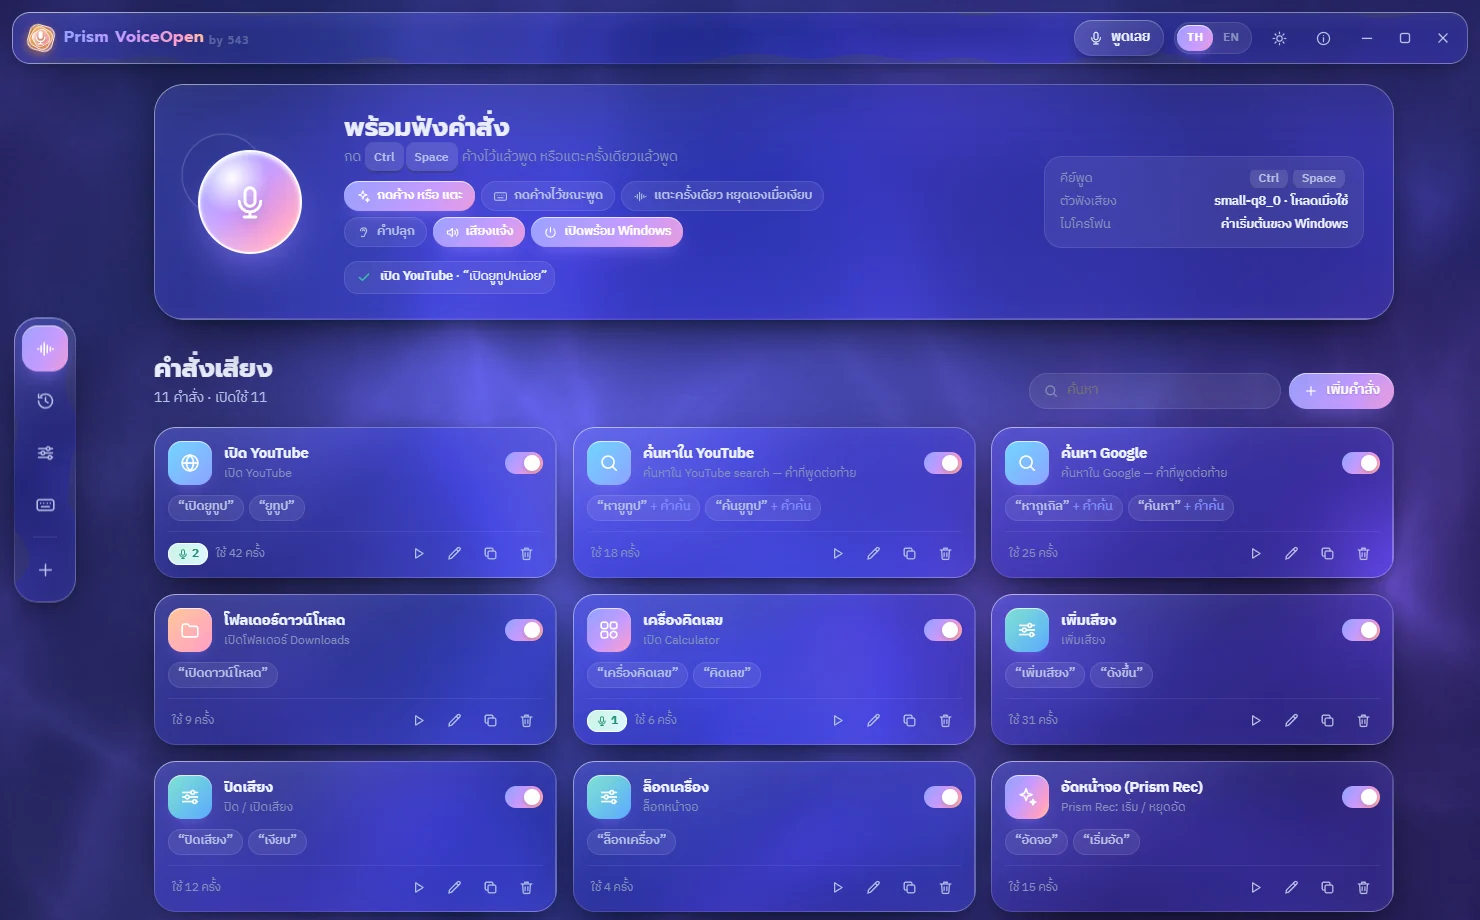 Prism VoiceOpen by 543
พูดเลย
TH EN
พร้อมฟังคำสั่ง
กด Ctrl Space ค้างไว้แล้วพูด หรือแตะครั้งเดียวแล้วพูด
กดค้าง หรือ แตะ กดค้างไว้ขณะพูด แตะครั้งเดียว หยุดเองเมื่อเงียบ
คำปลุก เสียงแจ้ง เปิดพร้อม Windows
เปิด YouTube · “เปิดยูทูปหน่อย”
คีย์พูด Ctrl Space
ตัวฟังเสียง small-q8_0 · โหลดเมื่อใช้
ไมโครโฟน ค่าเริ่มต้นของ Windows
คำสั่งเสียง
11 คำสั่ง · เปิดใช้ 11
ค้นหา
เพิ่มคำสั่ง
เปิด YouTube
เปิด YouTube
“เปิดยูทูป” “ยูทูป”
2 ใช้ 42 ครั้ง
ค้นหาใน YouTube
ค้นหาใน YouTube search — คำที่พูดต่อท้าย
“หายูทูป” + คำค้น “ค้นยูทูป” + คำค้น
ใช้ 18 ครั้ง
ค้นหา Google
ค้นหาใน Google — คำที่พูดต่อท้าย
“หากูเกิล” + คำค้น “ค้นหา” + คำค้น
ใช้ 25 ครั้ง
โฟลเดอร์ดาวน์โหลด
เปิดโฟลเดอร์ Downloads
“เปิดดาวน์โหลด”
ใช้ 9 ครั้ง
เครื่องคิดเลข
เปิด Calculator
“เครื่องคิดเลข” “คิดเลข”
1 ใช้ 6 ครั้ง
เพิ่มเสียง
เพิ่มเสียง
“เพิ่มเสียง” “ดังขึ้น”
ใช้ 31 ครั้ง
ปิดเสียง
ปิด / เปิดเสียง
“ปิดเสียง” “เงียบ”
ใช้ 12 ครั้ง
ล็อกเครื่อง
ล็อกหน้าจอ
“ล็อกเครื่อง”
ใช้ 4 ครั้ง
อัดหน้าจอ (Prism Rec)
Prism Rec: เริ่ม / หยุดอัด
“อัดจอ” “เริ่มอัด”
ใช้ 15 ครั้ง